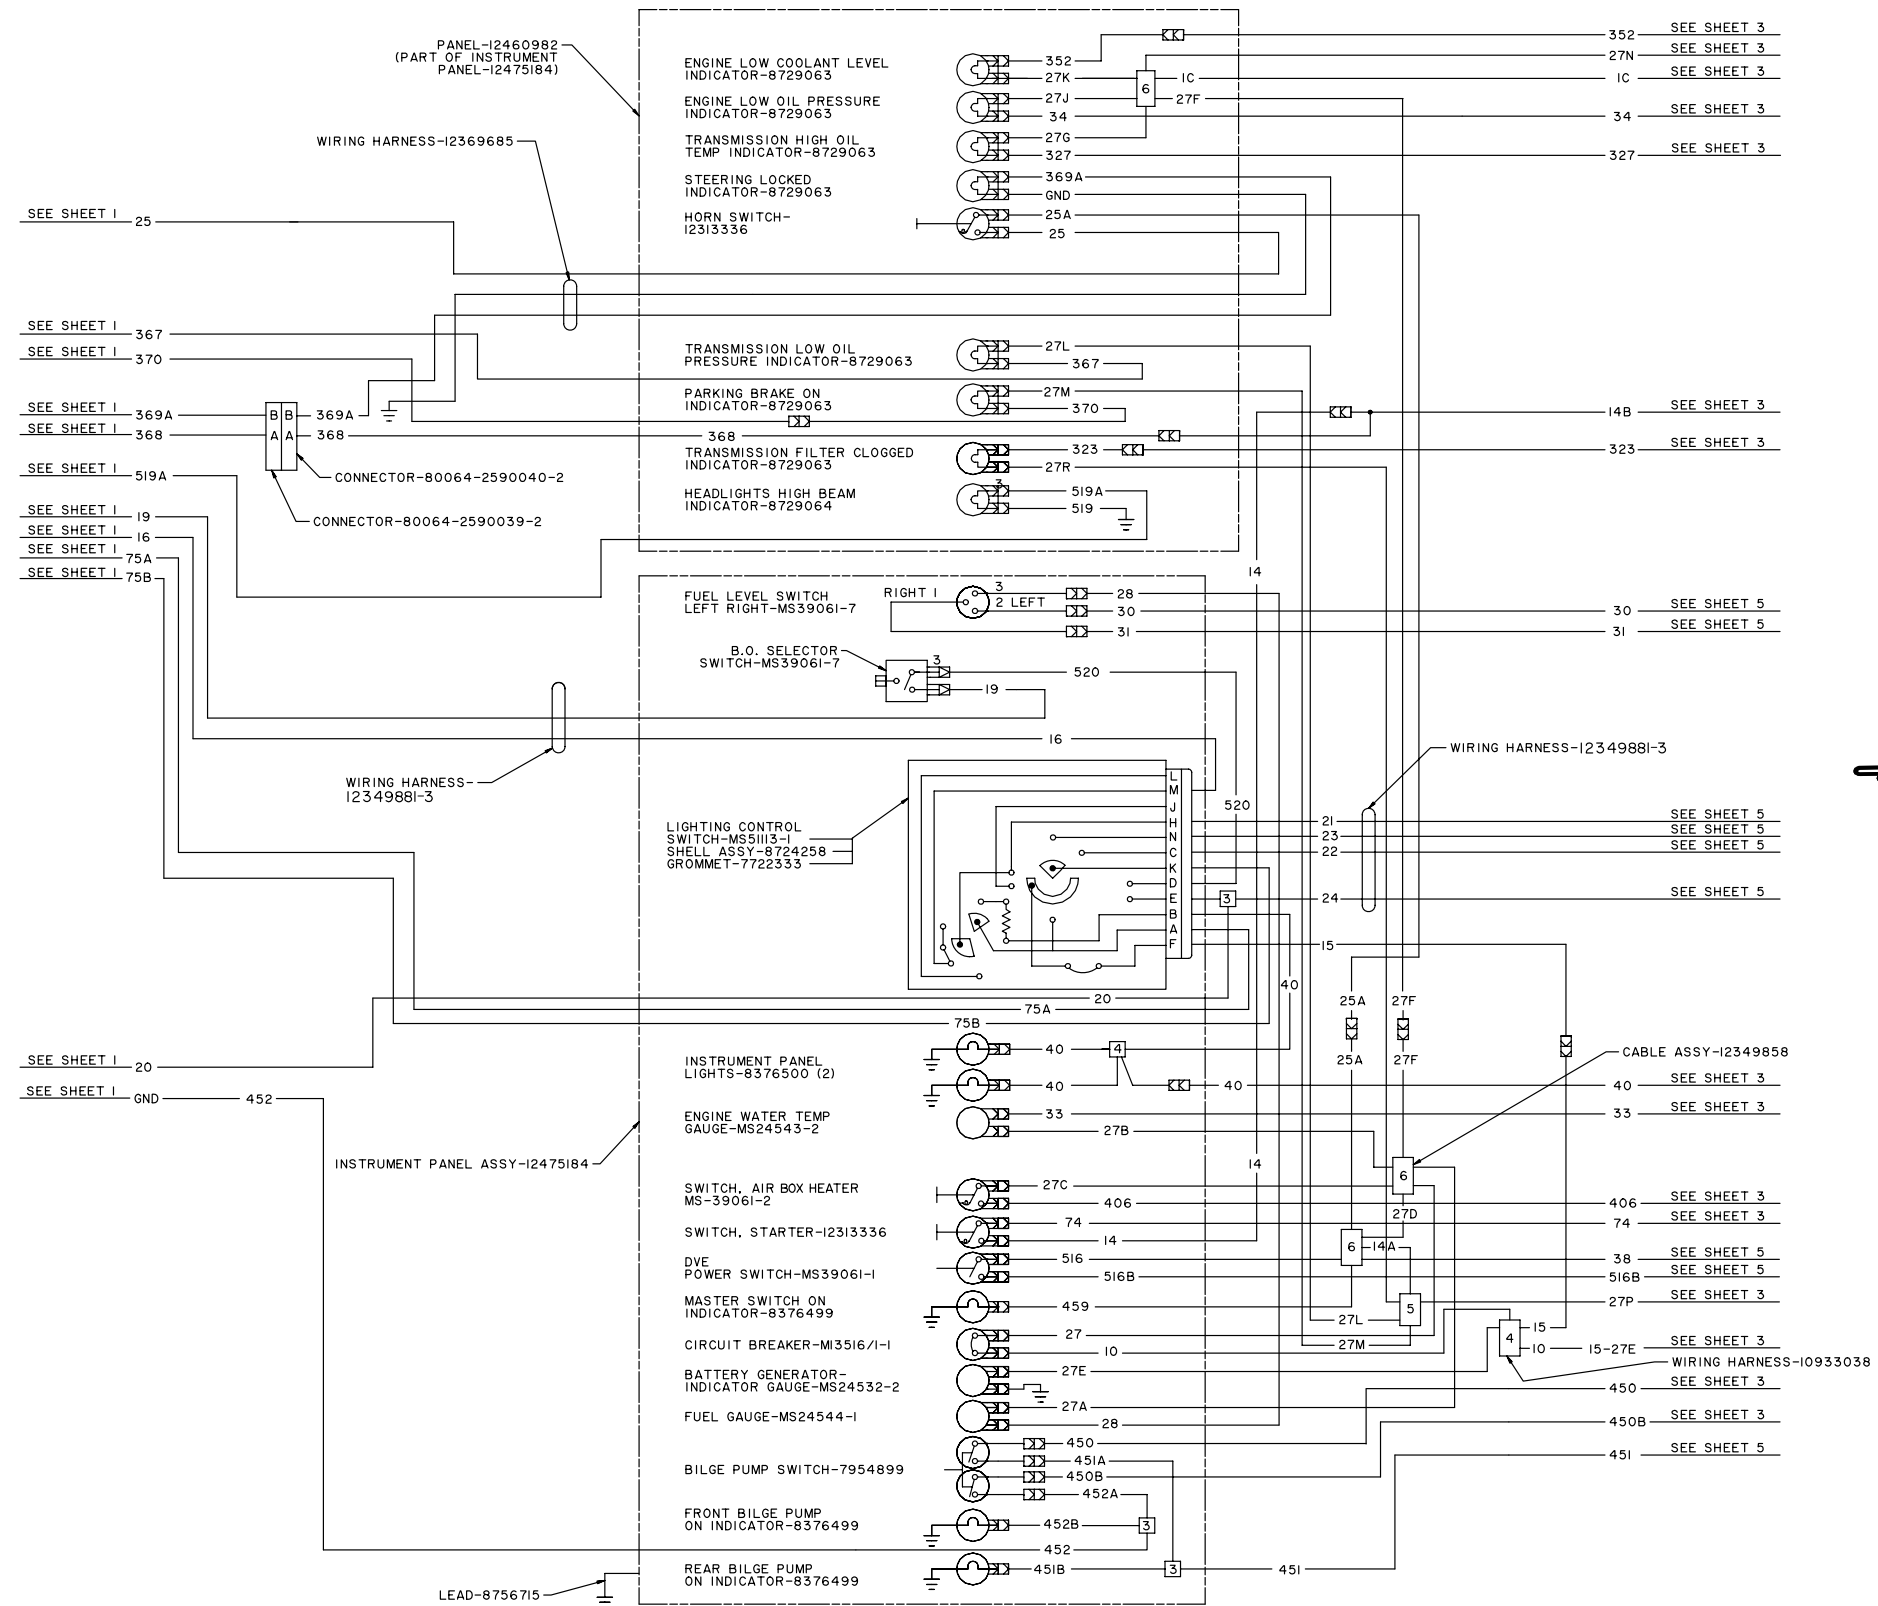 PANEL-12460982
(PART OF INSTRUMENT
PANEL-12475184)
WIRING HARNESS-12369685
ENGINE LOW COOLANT LEVEL
INDICATOR-8729063
352
27K
6
1C
352 SEE SHEET 3
27N SEE SHEET 3
1C SEE SHEET 3
ENGINE LOW OIL PRESSURE
INDICATOR-8729063
27J
34
27F
34 SEE SHEET 3
TRANSMISSION HIGH OIL
TEMP INDICATOR-8729063
27G
327
327 SEE SHEET 3
STEERING LOCKED
INDICATOR-8729063
369A
GND
HORN SWITCH-
12313336
25A
25
SEE SHEET 1 25
SEE SHEET 1 367
SEE SHEET 1 370
TRANSMISSION LOW OIL
PRESSURE INDICATOR-8729063
27L
367
PARKING BRAKE ON
INDICATOR-8729063
27M
370
SEE SHEET 1 369A
B B
369A
SEE SHEET 1 368
A A
368
368
14B SEE SHEET 3
TRANSMISSION FILTER CLOGGED
INDICATOR-8729063
323
27R
323 SEE SHEET 3
SEE SHEET 1 519A
CONNECTOR-80064-2590040-2
CONNECTOR-80064-2590039-2
HEADLIGHTS HIGH BEAM
INDICATOR-8729064
3
519A
519
SEE SHEET 1 19
SEE SHEET 1 16
SEE SHEET 1 75A
SEE SHEET 1 75B
14
FUEL LEVEL SWITCH
LEFT RIGHT-MS39061-7
RIGHT 1
3
2 LEFT
28
30
31
30 SEE SHEET 5
31 SEE SHEET 5
B.O. SELECTOR
SWITCH-MS39061-7
3
520
19
16
WIRING HARNESS-
12349881-3
WIRING HARNESS-12349881-3
LIGHTING CONTROL
SWITCH-MS51113-1
SHELL ASSY-8724258
GROMMET-7722333
L
M
J
H
N
C
K
D
E
B
A
F
520
3
21 SEE SHEET 5
23 SEE SHEET 5
22 SEE SHEET 5
24 SEE SHEET 5
15
40
20
75A
75B
25A
27F
25A
27F
SEE SHEET 1 20
SEE SHEET 1 GND 452
INSTRUMENT PANEL
LIGHTS-8376500 (2)
40
4
40
40
40 SEE SHEET 3
CABLE ASSY-12349858
ENGINE WATER TEMP
GAUGE-MS24543-2
33
27B
33 SEE SHEET 3
INSTRUMENT PANEL ASSY-12475184
14
6
SWITCH, AIR BOX HEATER
MS-39061-2
27C
406
27D
406 SEE SHEET 3
SWITCH, STARTER-12313336
74
14
74 SEE SHEET 3
6
14A
DVE
POWER SWITCH-MS39061-1
516
516B
38 SEE SHEET 5
516B SEE SHEET 5
MASTER SWITCH ON
INDICATOR-8376499
459
27L
5
27P SEE SHEET 3
CIRCUIT BREAKER-M13516/1-1
27
10
27M
4
15
10
15-27E SEE SHEET 3
WIRING HARNESS-10933038
BATTERY GENERATOR-
INDICATOR GAUGE-MS24532-2
27E
450 SEE SHEET 3
FUEL GAUGE-MS24544-1
27A
28
450B SEE SHEET 3
BILGE PUMP SWITCH-7954899
450
451A
450B
452A
451 SEE SHEET 5
FRONT BILGE PUMP
ON INDICATOR-8376499
452B
3
452
REAR BILGE PUMP
ON INDICATOR-8376499
451B
3
451
LEAD-8756715